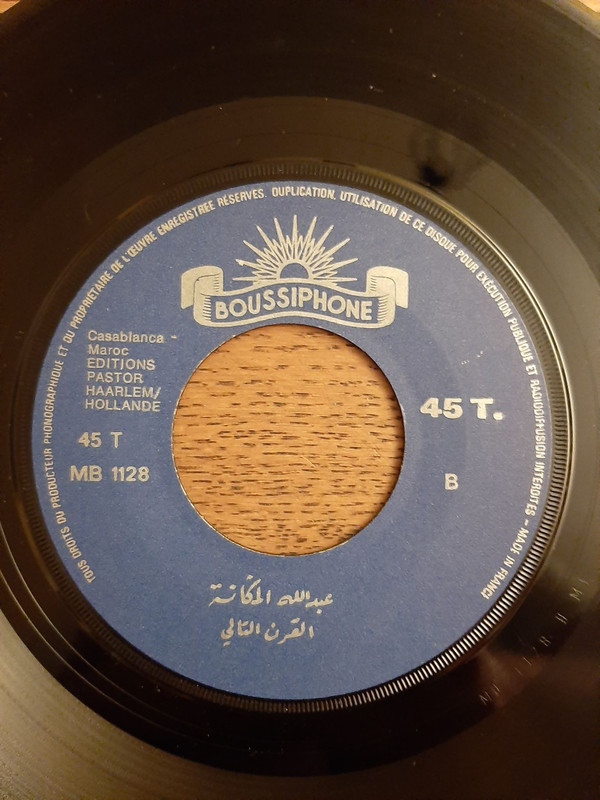 TOUS DROITS DU PRODUCTEUR PHONOGRAPHIQUE ET DU PROPRIETAIRE DE L'ŒUVRE ENREGISTREE RESERVES. DUPLICATION, UTILISATION DE CE DISQUE POUR EXECUTION PUBLIQUE ET RADIODIFFUSION INTERDITES - MADE IN FRANCE
BOUSSIPHONE
Casablanca -
Maroc
EDITIONS
PASTOR
HAARLEM/
HOLLANDE
45 T
MB 1128
45 T.
B
عبدالله
القرن التالي